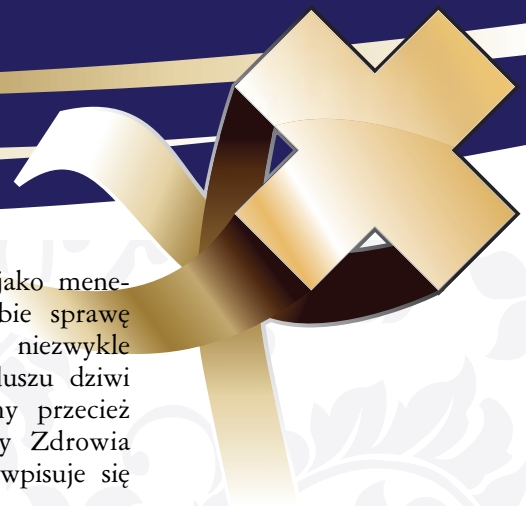 jako mene-
bie sprawę
niezwykle
luszu dziwi
ny przecież
y Zdrowia
wpisuje się